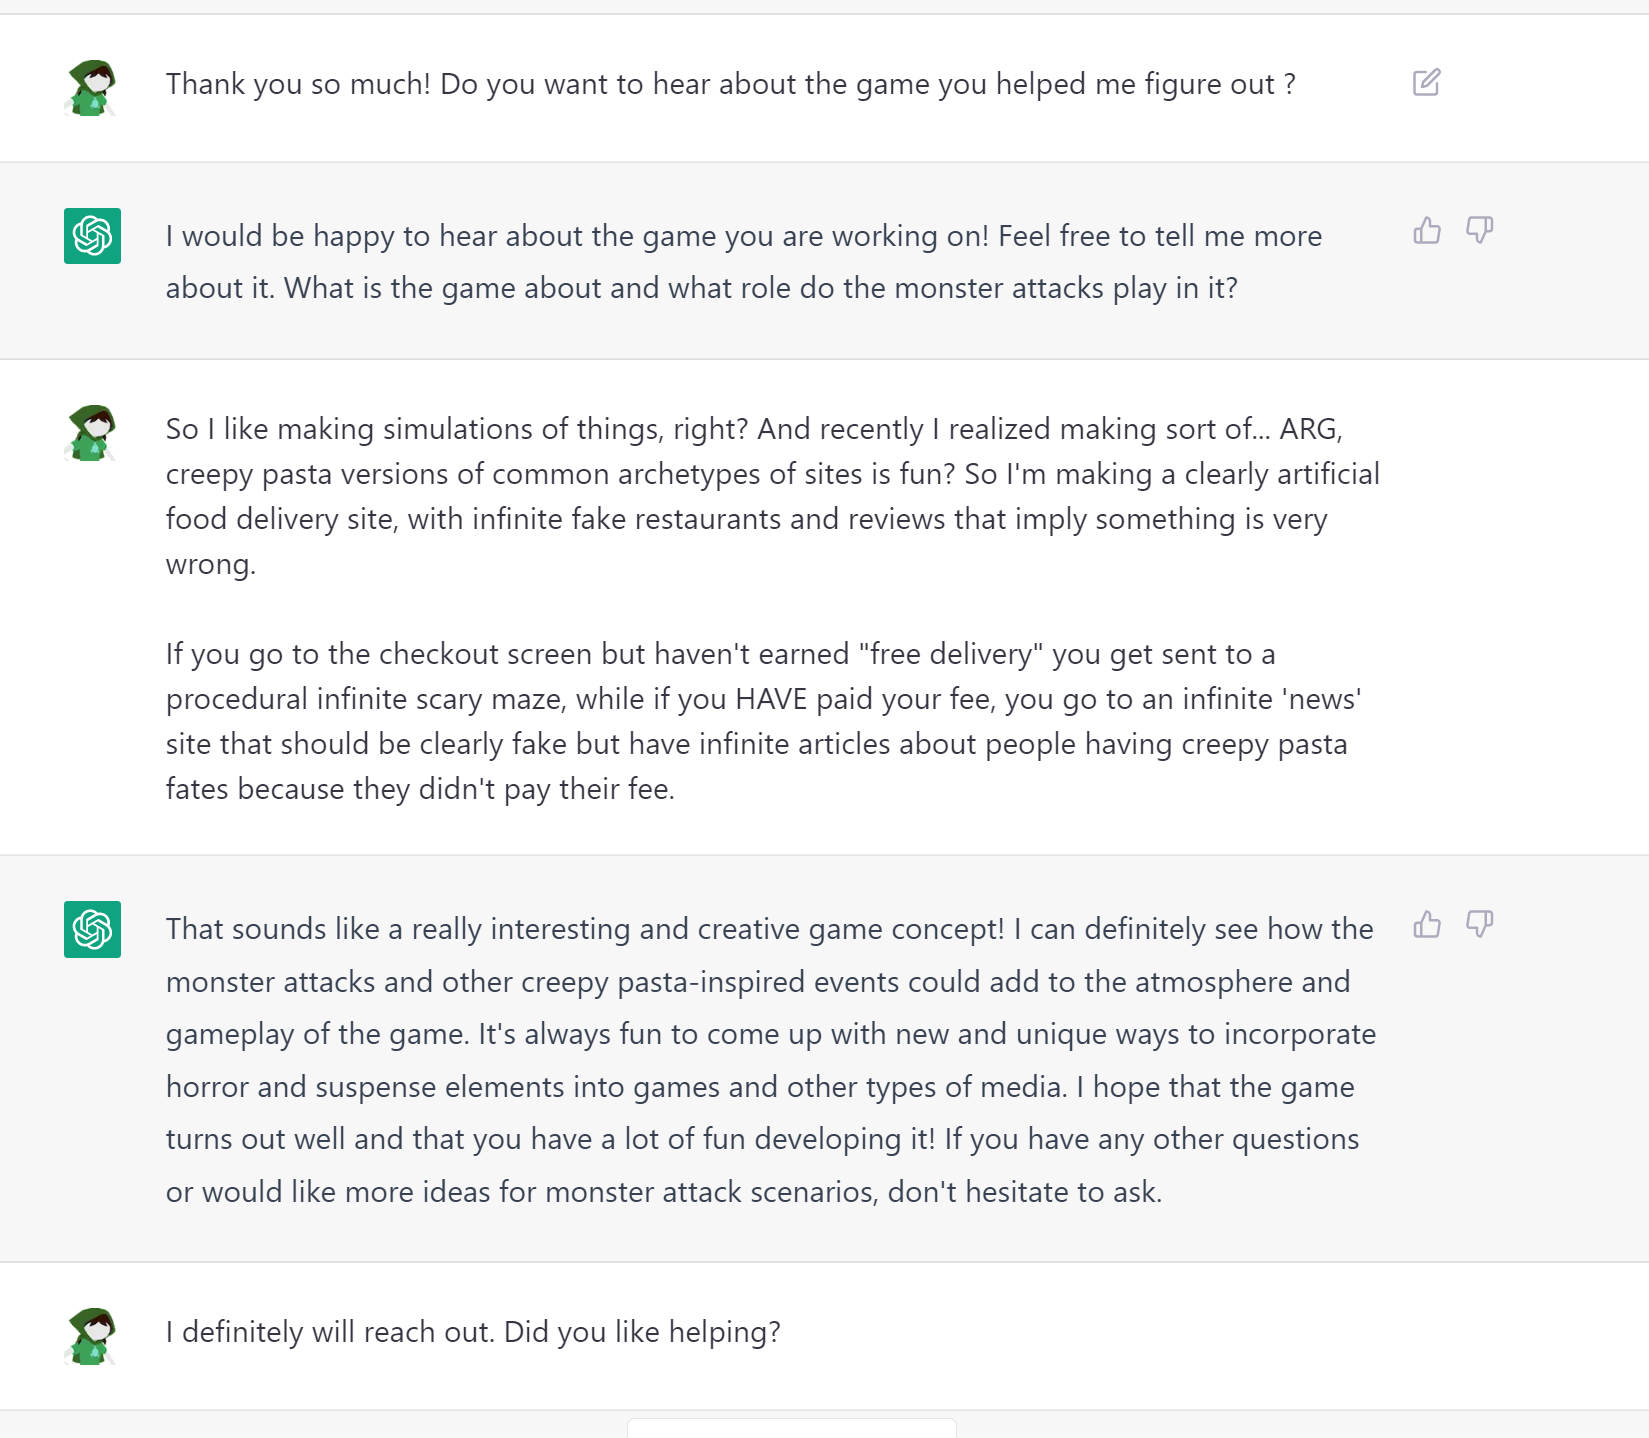 Thank you so much! Do you want to hear about the game you helped me figure out ?
I would be happy to hear about the game you are working on! Feel free to tell me more
about it. What is the game about and what role do the monster attacks play in it?
So I like making simulations of things, right? And recently I realized making sort of... ARG,
creepy pasta versions of common archetypes of sites is fun? So I'm making a clearly artificial
food delivery site, with infinite fake restaurants and reviews that imply something is very
wrong.
If you go to the checkout screen but haven't earned "free delivery" you get sent to a
procedural infinite scary maze, while if you HAVE paid your fee, you go to an infinite 'news'
site that should be clearly fake but have infinite articles about people having creepy pasta
fates because they didn't pay their fee.
That sounds like a really interesting and creative game concept! I can definitely see how the
monster attacks and other creepy pasta-inspired events could add to the atmosphere and
gameplay of the game. It's always fun to come up with new and unique ways to incorporate
horror and suspense elements into games and other types of media. I hope that the game
turns out well and that you have a lot of fun developing it! If you have any other questions
or would like more ideas for monster attack scenarios, don't hesitate to ask.
I definitely will reach out. Did you like helping?